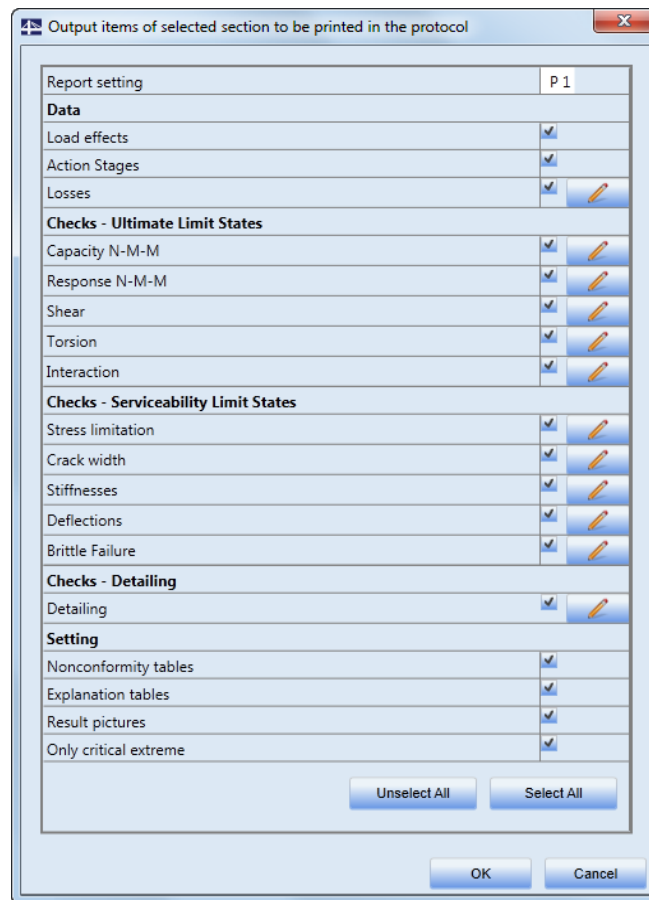 Output items of selected section to be printed in the protocol
Report setting P 1
Data
Load effects
Action Stages
Losses
Checks - Ultimate Limit States
Capacity N-M-M
Response N-M-M
Shear
Torsion
Interaction
Checks - Serviceability Limit States
Stress limitation
Crack width
Stiffnesses
Deflections
Brittle Failure
Checks - Detailing
Detailing
Setting
Nonconformity tables
Explanation tables
Result pictures
Only critical extreme
Unselect All Select All
OK Cancel